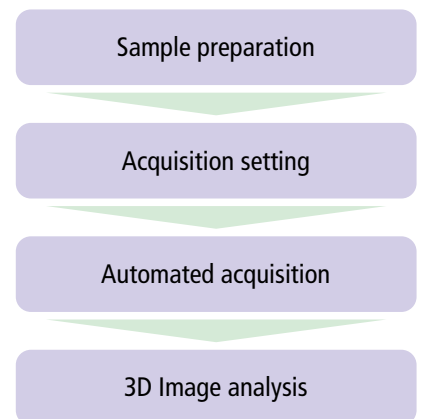 Sample preparation
Acquisition setting
Automated acquisition
3D Image analysis